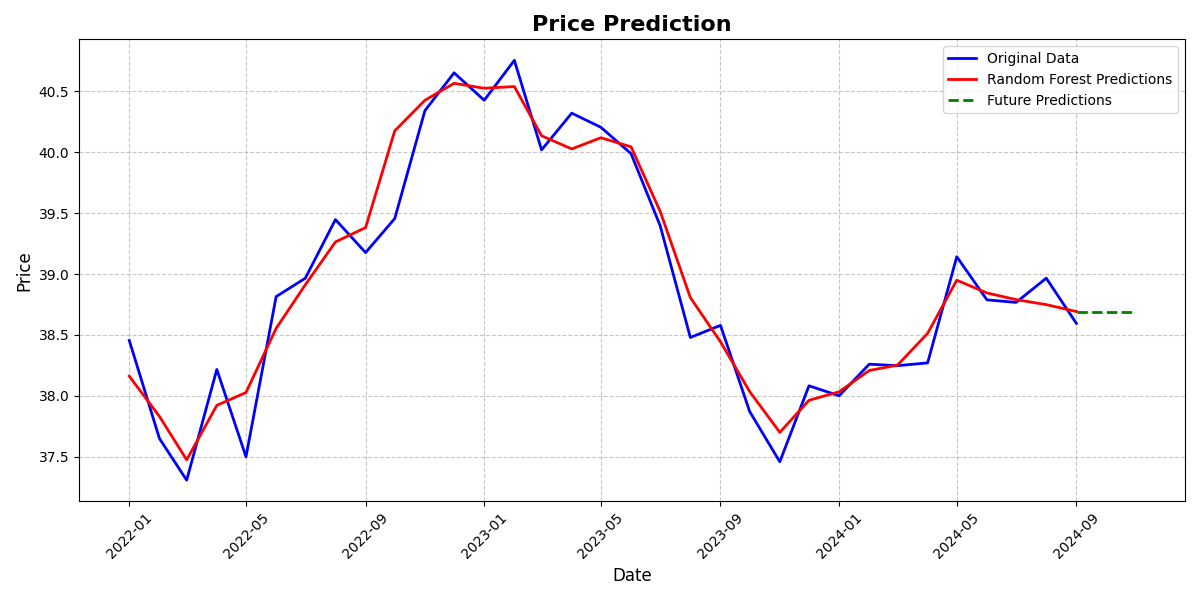 Price Prediction
Original Data
Random Forest Predictions
Future Predictions
Price
40.5
40.0
39.5
39.0
38.5
38.0
37.5
2022-01
2022-05
2022-09
2023-01
2023-05
2023-09
2024-01
2024-05
2024-09
Date